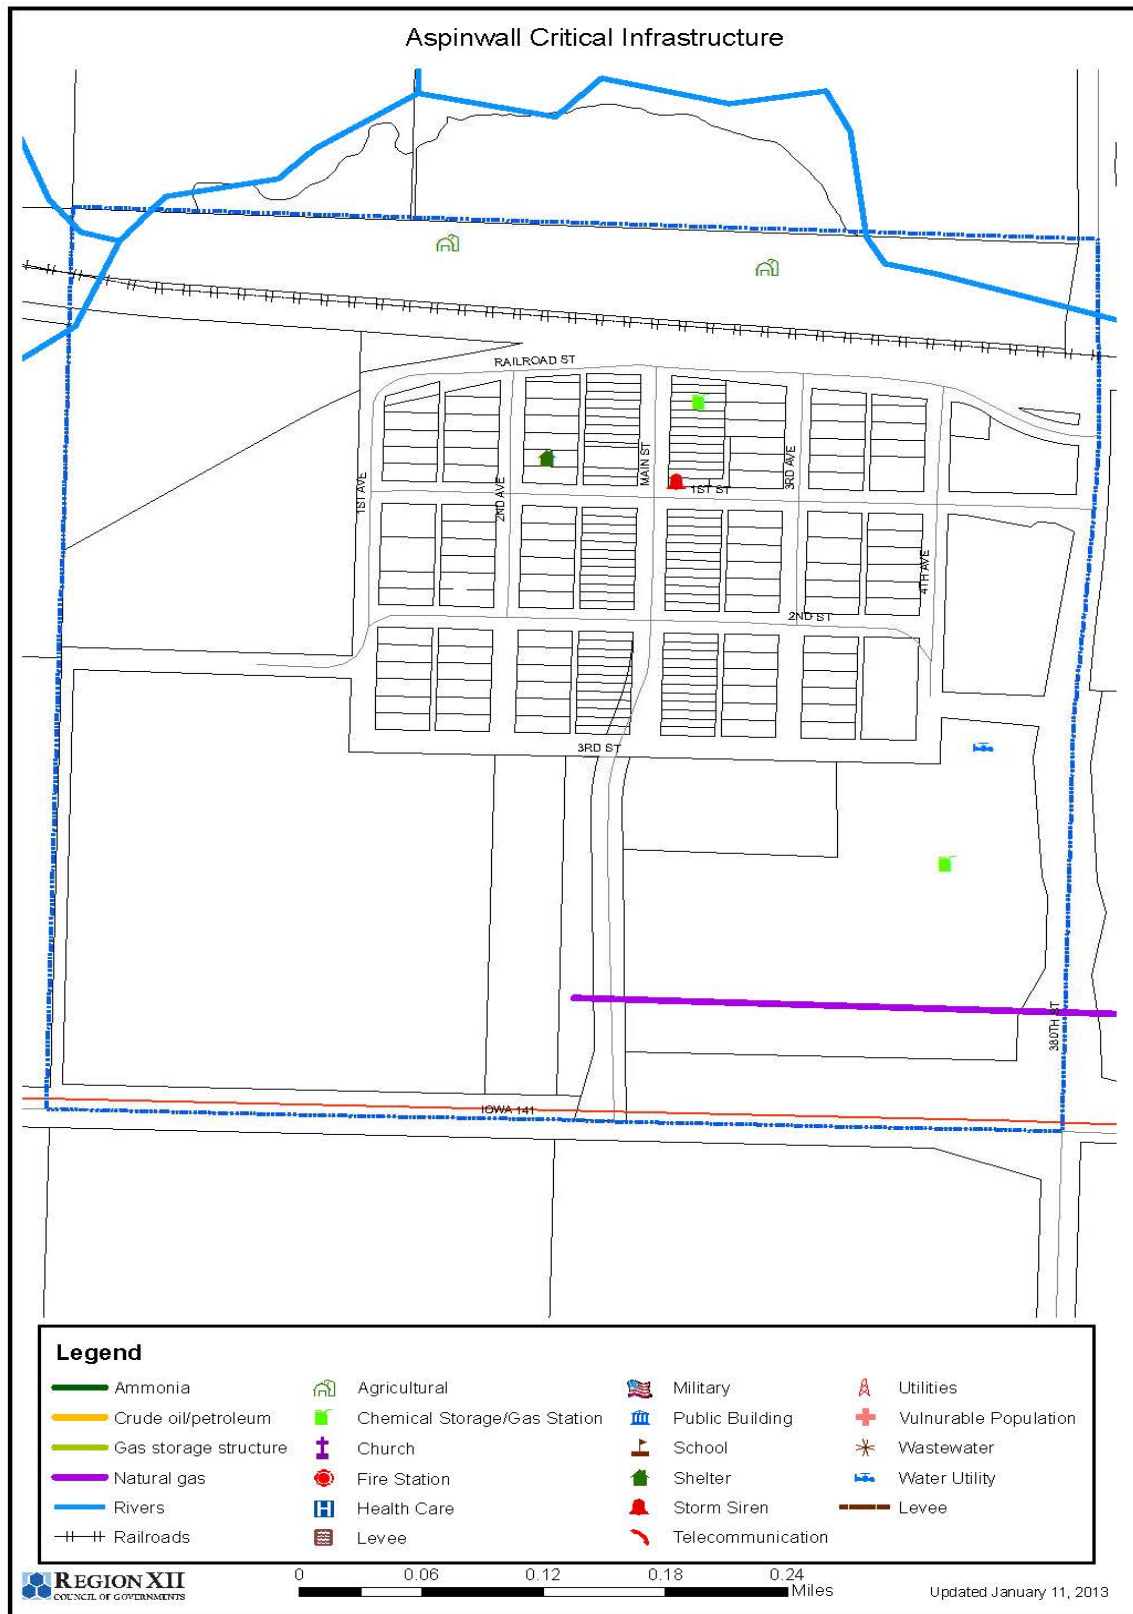 Aspinwall Critical Infrastructure
RAILROAD ST
MAIN ST
3RD AVE
1ST AVE
2ND AVE
1ST ST
4TH AVE
2ND ST
3RD ST
380TH ST
IOWA 141
Legend
Ammonia
Crude oil/petroleum
Gas storage structure
Natural gas
Rivers
Railroads
Agricultural
Chemical Storage/Gas Station
Church
Fire Station
H Health Care
Levee
Military
Public Building
School
Shelter
Storm Siren
Telecommunication
Utilities
Vulnurable Population
Wastewater
Water Utility
Levee
REGION XII
COUNCIL OF GOVERNMENTS
0 0.06 0.12 0.18 0.24
Miles
Updated January 11, 2013